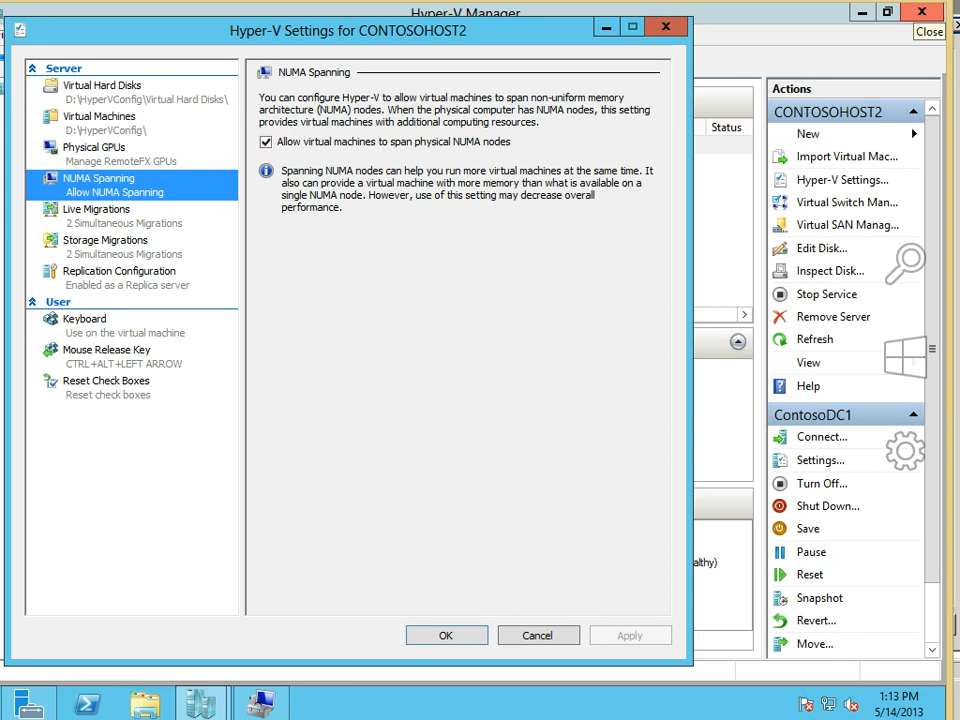 Hyper-V Manager
Close
Hyper-V Settings for CONTOSOHOST2
Server
Virtual Hard Disks
D:\HyperVConfig\Virtual Hard Disks\
Virtual Machines
D:\HyperVConfig\
Physical GPUs
Manage RemoteFX GPUs
NUMA Spanning
Allow NUMA Spanning
Live Migrations
2 Simultaneous Migrations
Storage Migrations
2 Simultaneous Migrations
Replication Configuration
Enabled as a Replica server
User
Keyboard
Use on the virtual machine
Mouse Release Key
CTRL+ALT+LEFT ARROW
Reset Check Boxes
Reset check boxes
NUMA Spanning
You can configure Hyper-V to allow virtual machines to span non-uniform memory
architecture (NUMA) nodes. When the physical computer has NUMA nodes, this setting
provides virtual machines with additional computing resources.
Allow virtual machines to span physical NUMA nodes
Spanning NUMA nodes can help you run more virtual machines at the same time. It
also can provide a virtual machine with more memory than what is available on a
single NUMA node. However, use of this setting may decrease overall
performance.
OK
Cancel
Apply
Status
althy)
Actions
CONTOSOHOST2
New
Import Virtual Mac...
Hyper-V Settings...
Virtual Switch Man...
Virtual SAN Manag...
Edit Disk...
Inspect Disk...
Stop Service
Remove Server
Refresh
View
Help
ContosoDC1
Connect...
Settings...
Turn Off...
Shut Down...
Save
Pause
Reset
Snapshot
Revert...
Move...
1:13 PM
5/14/2013